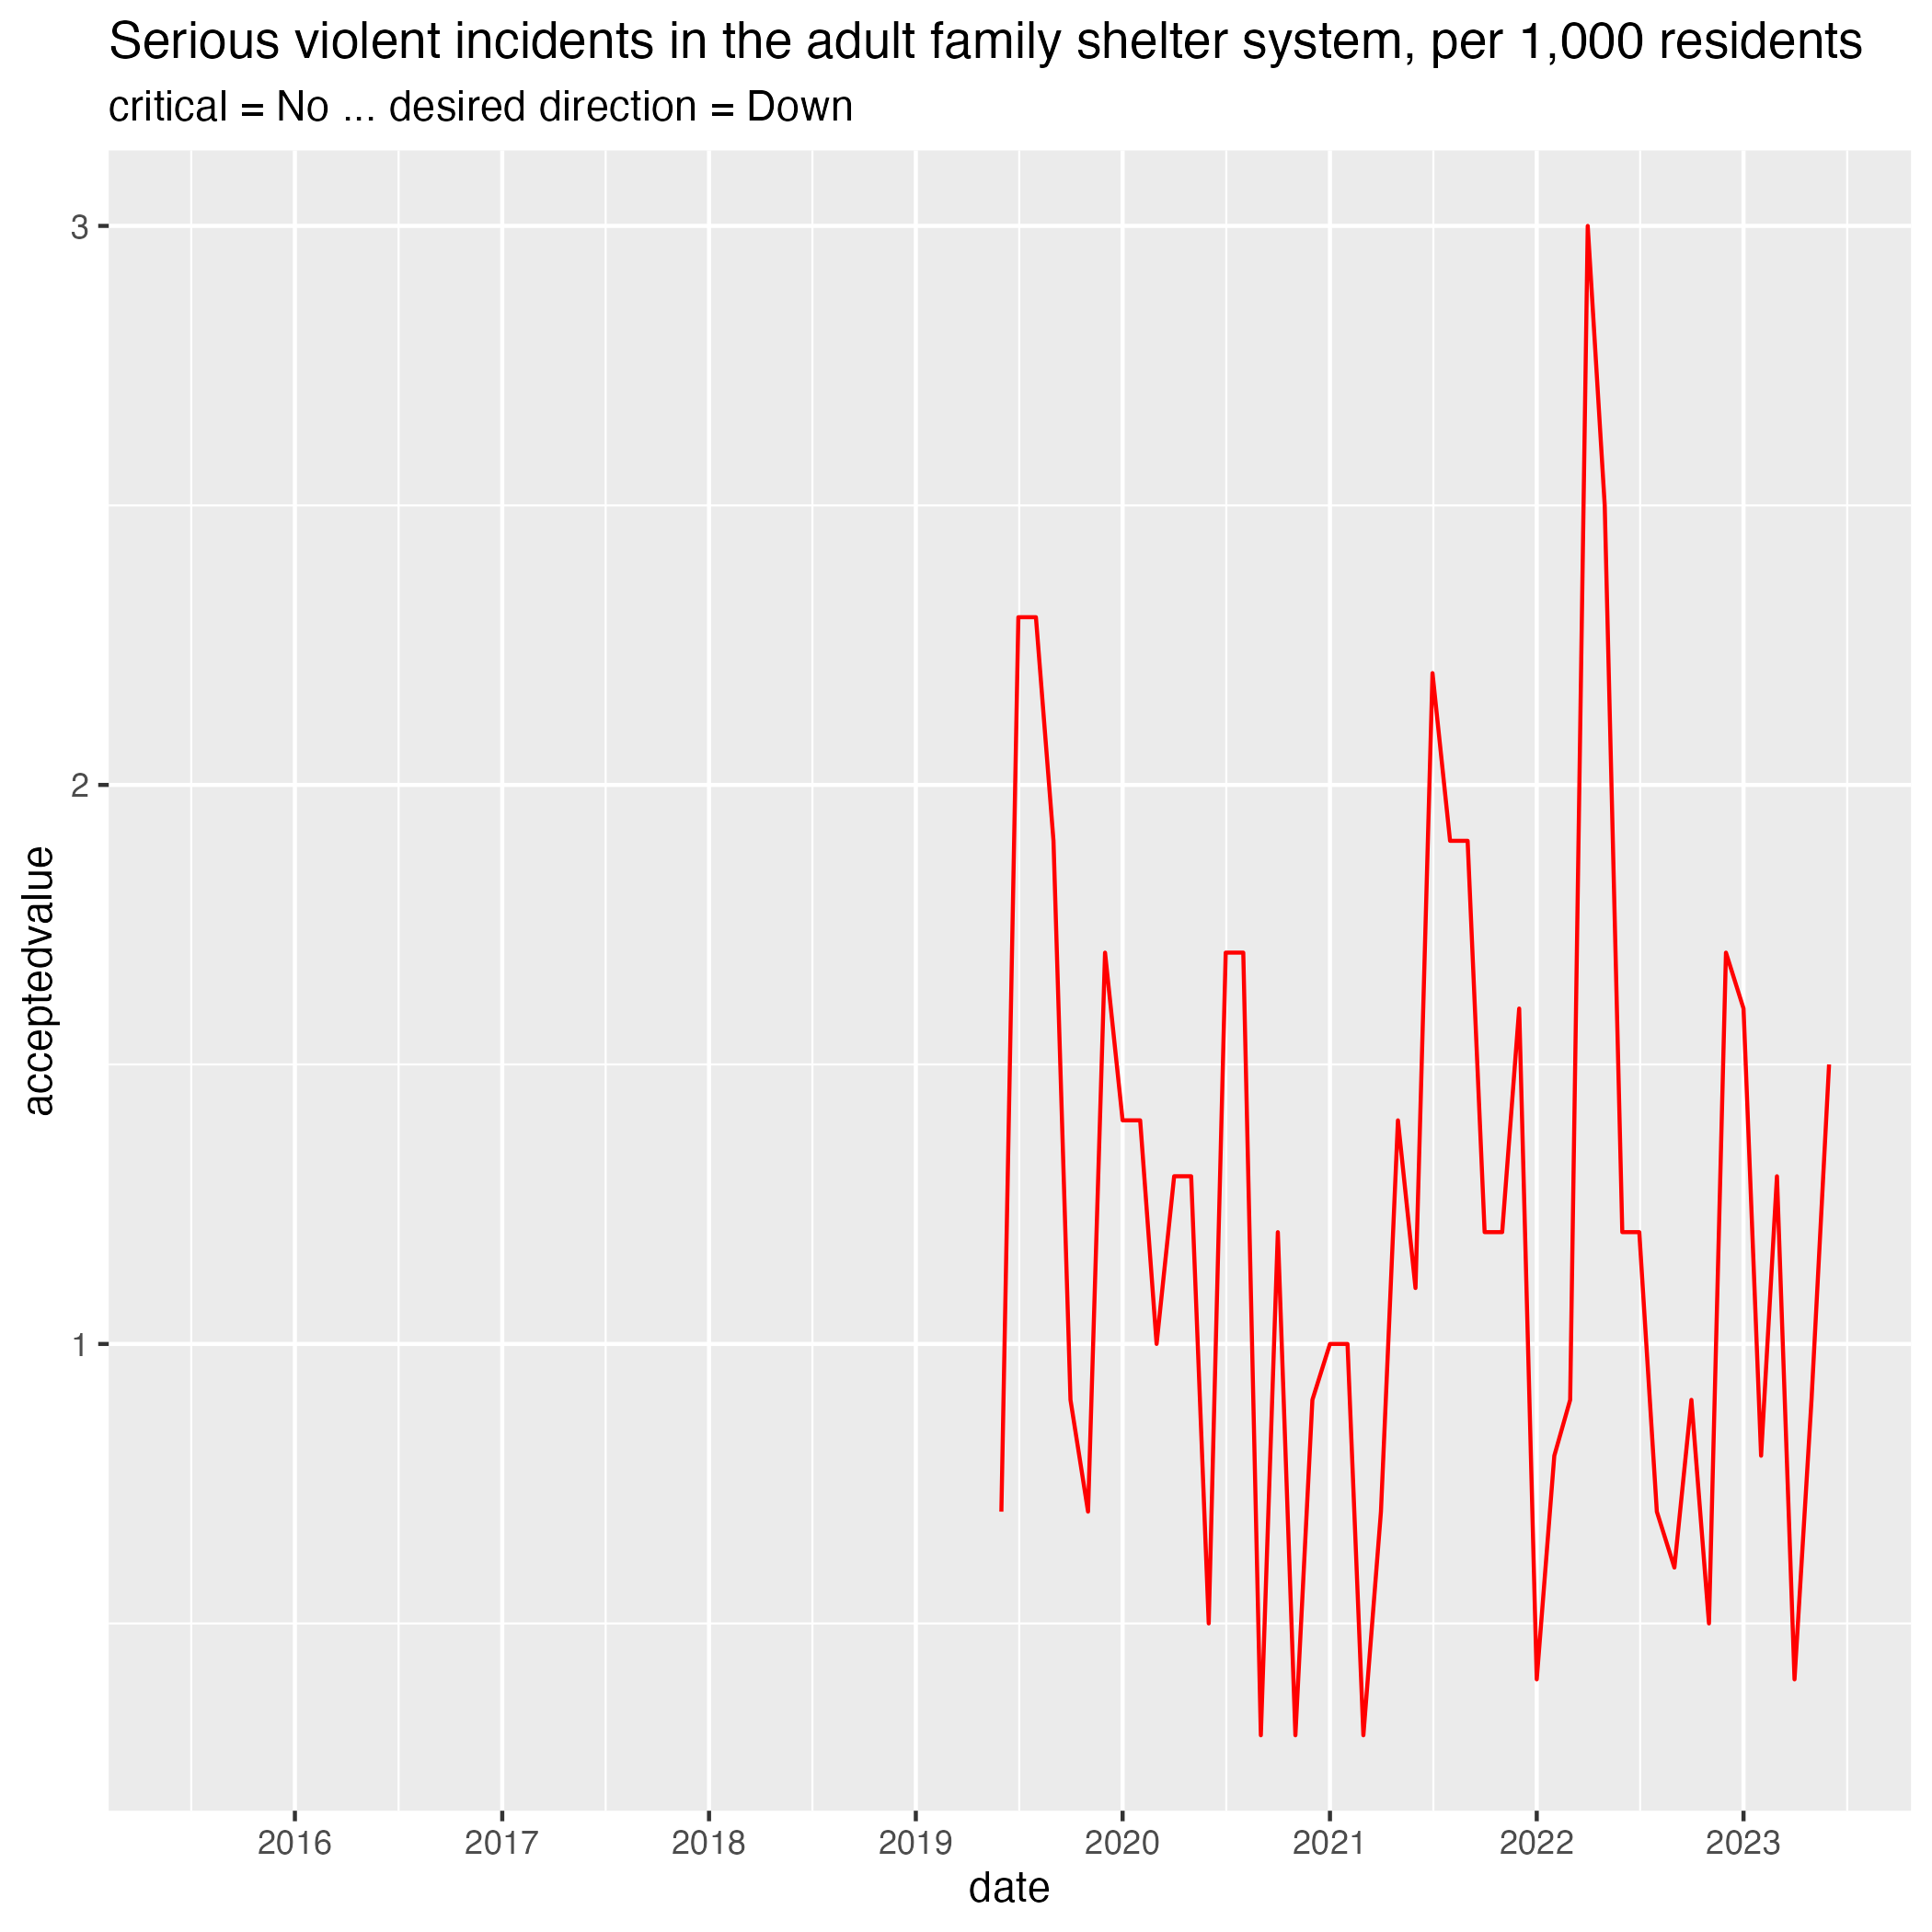 Serious violent incidents in the adult family shelter system, per 1,000 residents
critical = No ... desired direction = Down
3
2
1
acceptedvalue
2016 2017 2018 2019 2020 2021 2022 2023
date